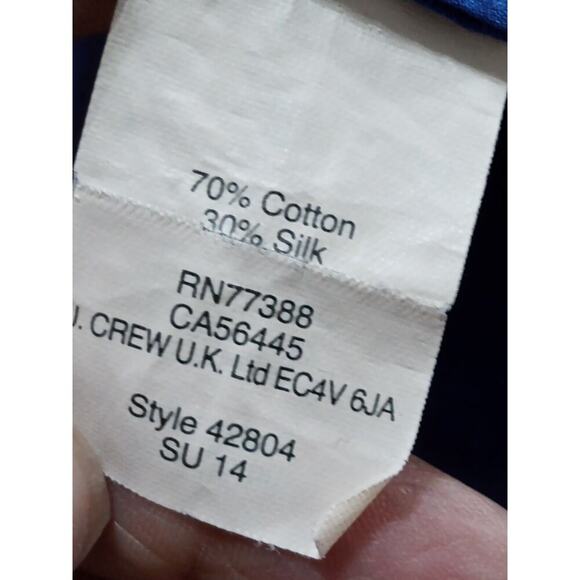 70% Cotton
30% Silk
RN77388
CA56445
J. CREW U.K. Ltd EC4V 6JA
Style 42804
SU 14